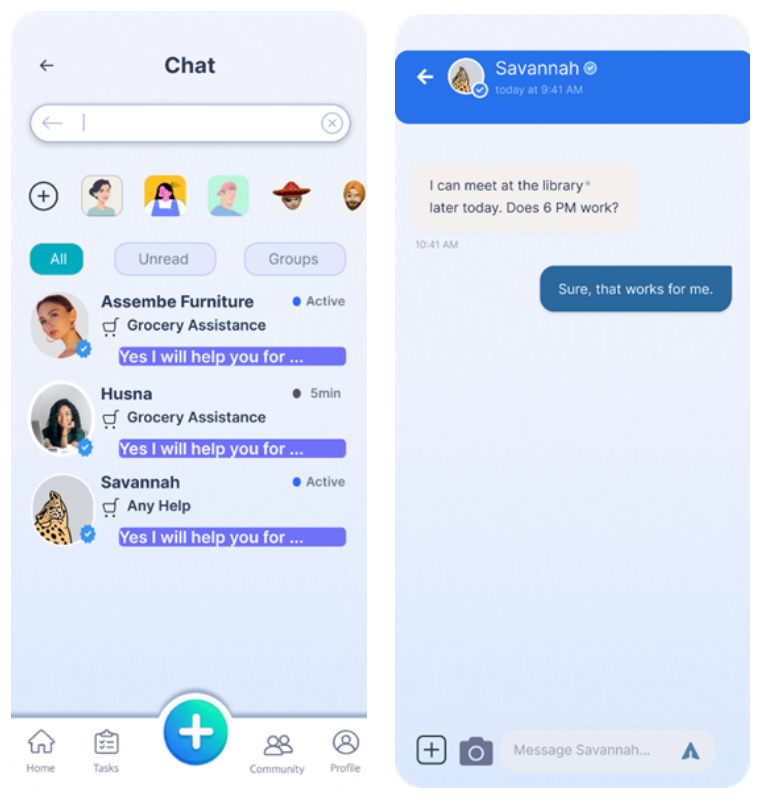 Chat
All
Unread
Groups
Assembe Furniture
Active
Grocery Assistance
Yes I will help you for ...
Husna
5min
Grocery Assistance
Yes I will help you for ...
Savannah
Active
Any Help
Yes I will help you for ...
Home
Tasks
Community
Profile
Savannah
today at 9:41 AM
I can meet at the library*
later today. Does 6 PM work?
10:41 AM
Sure, that works for me.
Message Savannah...